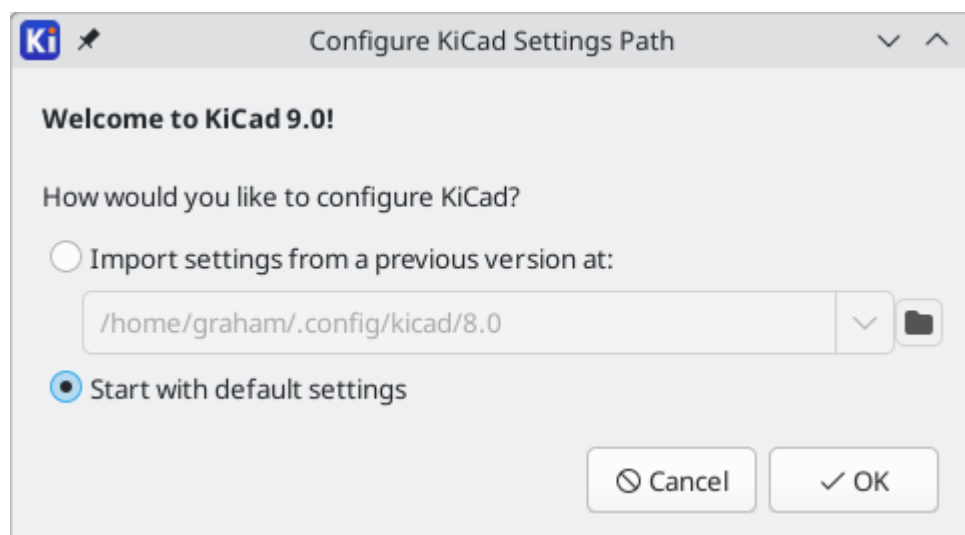 Ki
Configure KiCad Settings Path
Welcome to KiCad 9.0!
How would you like to configure KiCad?
Import settings from a previous version at:
/home/graham/.config/kicad/8.0
Start with default settings
Cancel
OK